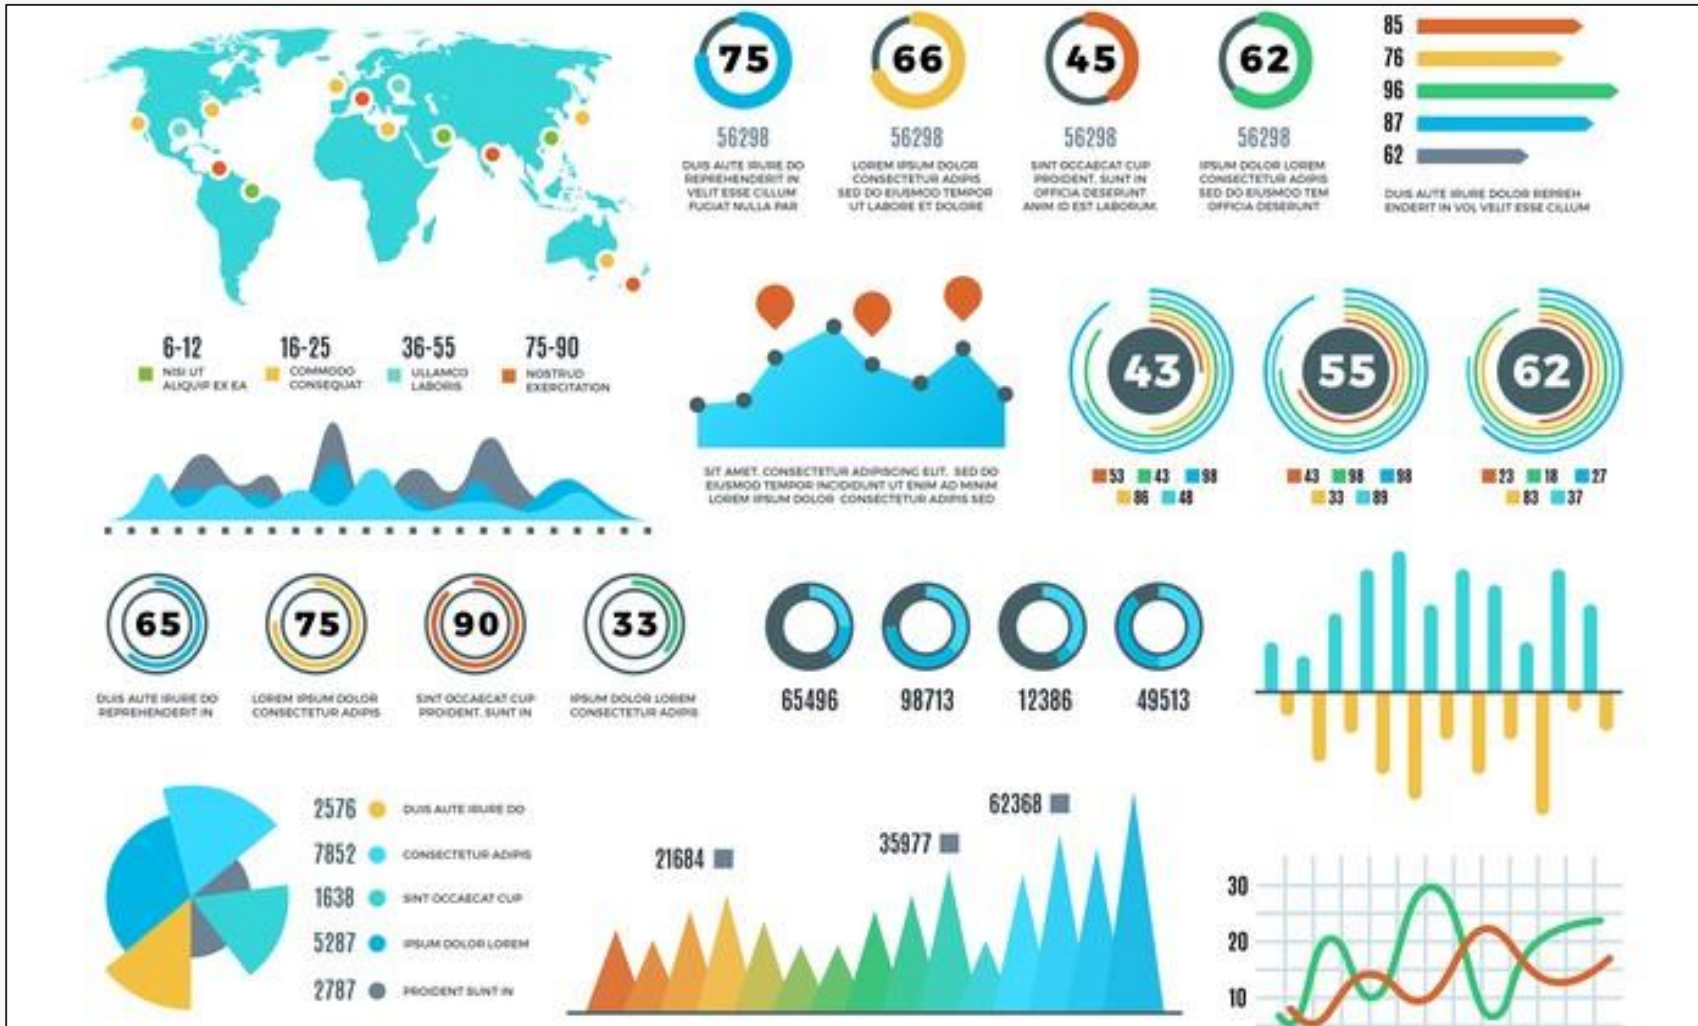 75
56298
DUIS AUTE IRURE DO
REPREHENDERIT IN
VELIT ESSE CILLUM
FUGIAT NULLA PAR
66
56298
LOREM IPSUM DOLOR
CONSECTETUR ADIPIS
SED DO EIUSMOD TEMPOR
UT LABORE ET DOLORE
45
56298
SINT OCCAECAT CUP
PROIDENT, SUNT IN
OFFICIA DESERUNT
ANIM ID EST LABORUM.
62
56298
IPSUM DOLOR LOREM
CONSECTETUR ADIPIS
SED DO EIUSMOD TEM
OFFICIA DESERUNT
85
76
96
87
62
DUIS AUTE IRURE DOLOR REPREH
ENDERIT IN VOL VELIT ESSE CILLUM
6-12
NISI UT
ALIQUIP EX EA
16-25
COMMODO
CONSEQUAT
36-55
ULLAMCO
LABORIS
75-90
NOSTRUD
EXERCITATION
SIT AMET, CONSECTETUR ADIPISCING ELIT, SED DO
EIUSMOD TEMPOR INCIDIDUNT UT ENIM AD MINIM
LOREM IPSUM DOLOR CONSECTETUR ADIPIS SED
43
53 43 98
86 48
55
43 98 98
33 89
62
23 18 27
83 37
65
DUIS AUTE IRURE DO
REPREHENDERIT IN
75
LOREM IPSUM DOLOR
CONSECTETUR ADIPIS
90
SINT OCCAECAT CUP
PROIDENT, SUNT IN
33
IPSUM DOLOR LOREM
CONSECTETUR ADIPIS
65496
98713
12386
49513
2576 DUIS AUTE IRURE DO
7852 CONSECTETUR ADIPIS
1638 SINT OCCAECAT CUP
5287 IPSUM DOLOR LOREM
2787 PROIDENT SUNT IN
21684
35977
62368
30
20
10